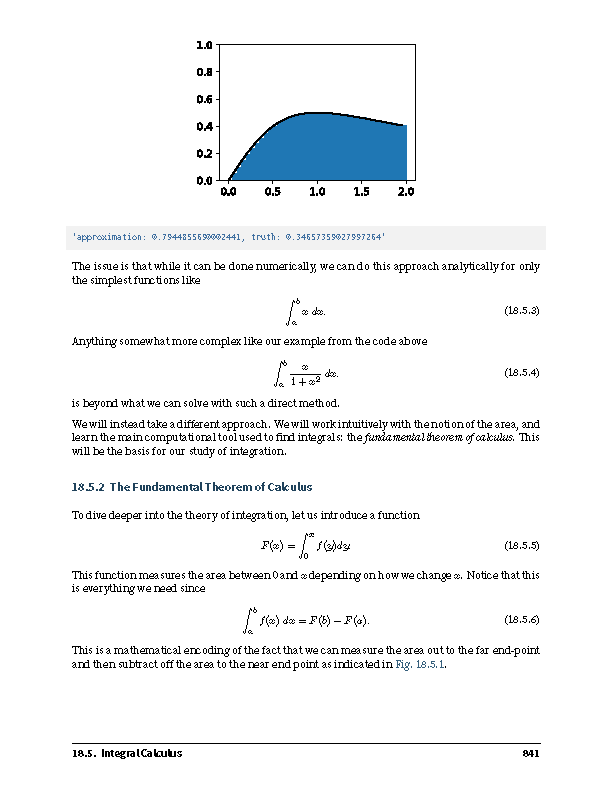 1.0
0.8
0.6
0.4
0.2
0.0
0.0 0.5 1.0 1.5 2.0
'approximation: 0.7944855690002441, truth: 0.34657359027997264'
The issue is that while it can be done numerically, we can do this approach analytically for only
the simplest functions like
∫_a^b x dx. (18.5.3)
Anything somewhat more complex like our example from the code above
∫_a^b x/(1 + x^2) dx. (18.5.4)
is beyond what we can solve with such a direct method.
We will instead take a different approach. We will work intuitively with the notion of the area, and
learn the main computational tool used to find integrals: the fundamental theorem of calculus. This
will be the basis for our study of integration.
18.5.2 The Fundamental Theorem of Calculus
To dive deeper into the theory of integration, let us introduce a function
F(x) = ∫_0^x f(y)dy. (18.5.5)
This function measures the area between 0 and x depending on how we change x. Notice that this
is everything we need since
∫_a^b f(x) dx = F(b) − F(a). (18.5.6)
This is a mathematical encoding of the fact that we can measure the area out to the far end-point
and then subtract off the area to the near end point as indicated in Fig. 18.5.1.
18.5. Integral Calculus 841